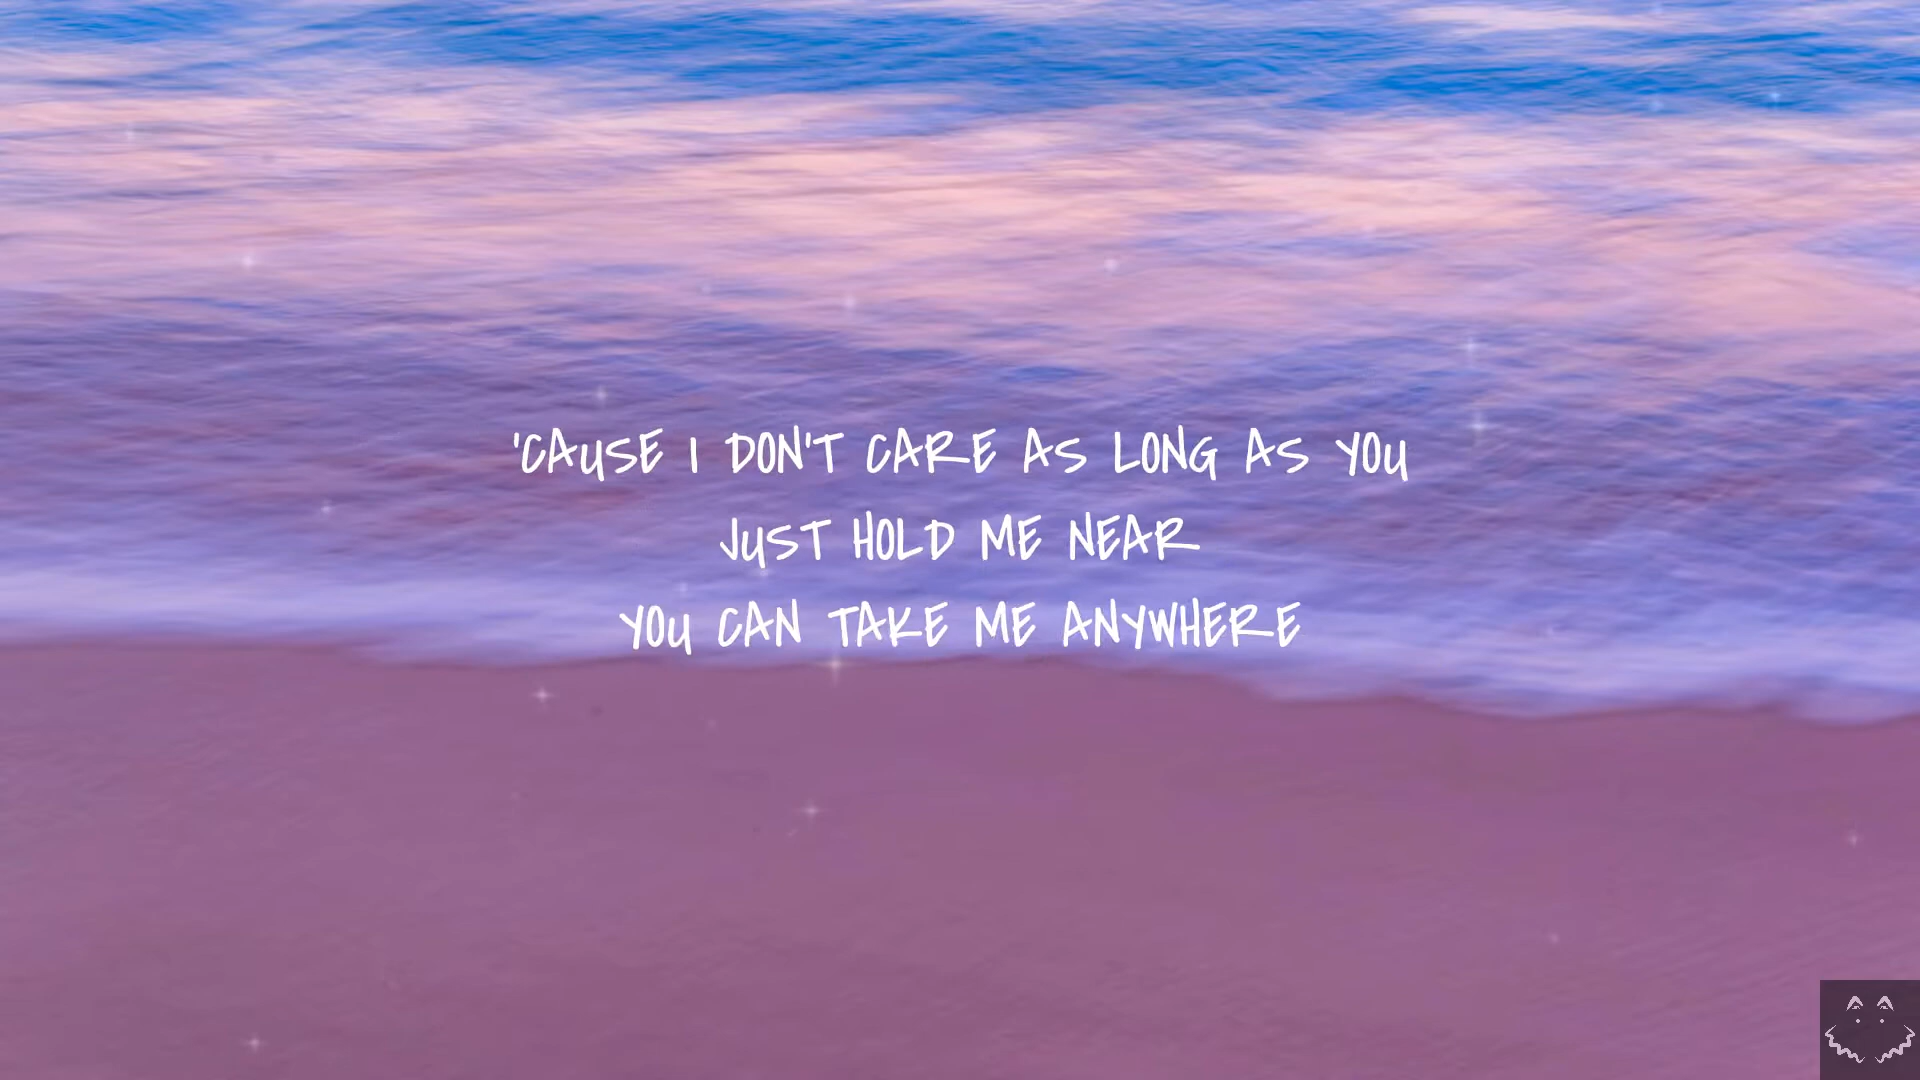 'CAUSE I DON'T CARE AS LONG AS YOU
JUST HOLD ME NEAR
YOU CAN TAKE ME ANYWHERE